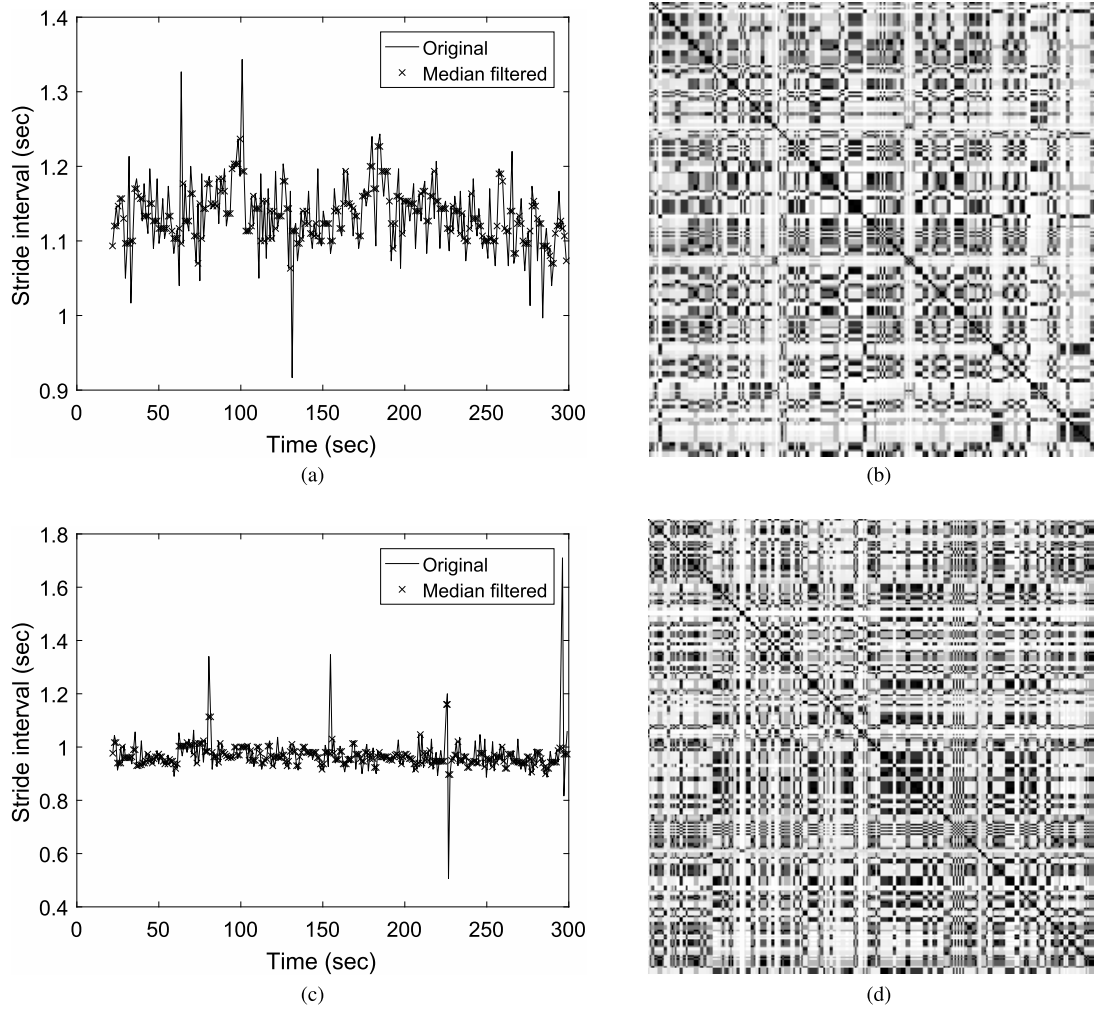 1.4
1.3
1.2
1.1
1
0.9
Stride interval (sec)
Original
Median filtered
0 50 100 150 200 250 300
Time (sec)
(a)
(b)
1.8
1.6
1.4
1.2
1
0.8
0.6
0.4
Stride interval (sec)
Original
Median filtered
0 50 100 150 200 250 300
Time (sec)
(c)
(d)